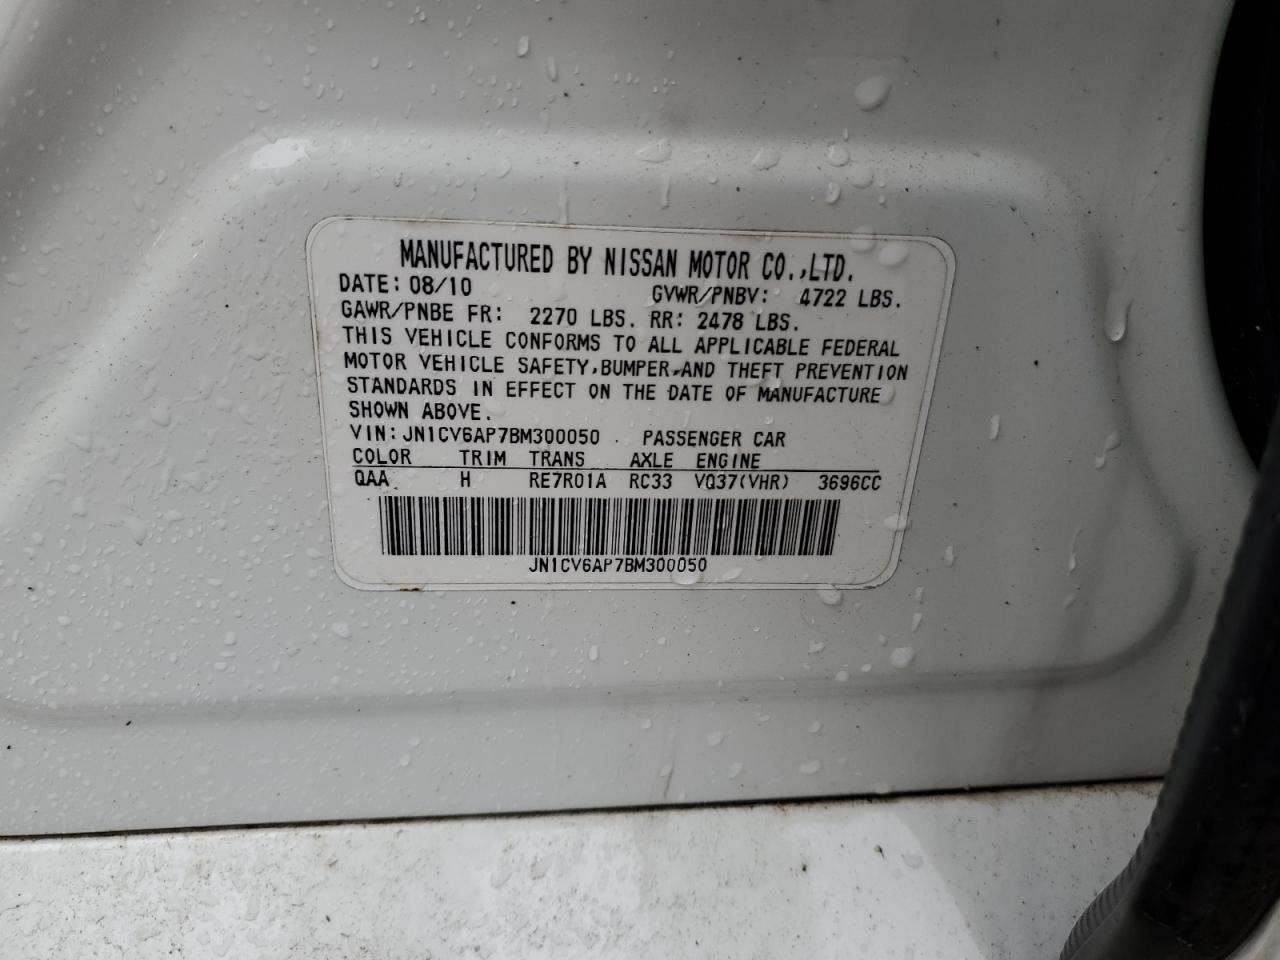 MANUFACTURED BY NISSAN MOTOR CO.,LTD.
DATE: 08/10 GVWR/PNBV: 4722 LBS.
GAWR/PNBE FR: 2270 LBS. RR: 2478 LBS.
THIS VEHICLE CONFORMS TO ALL APPLICABLE FEDERAL
MOTOR VEHICLE SAFETY,BUMPER,AND THEFT PREVENTION
STANDARDS IN EFFECT ON THE DATE OF MANUFACTURE
SHOWN ABOVE.
VIN:JN1CV6AP7BM300050 PASSENGER CAR
COLOR TRIM TRANS AXLE ENGINE
QAA H RE7R01A RC33 VQ37(VHR) 3696CC
JN1CV6AP7BM300050